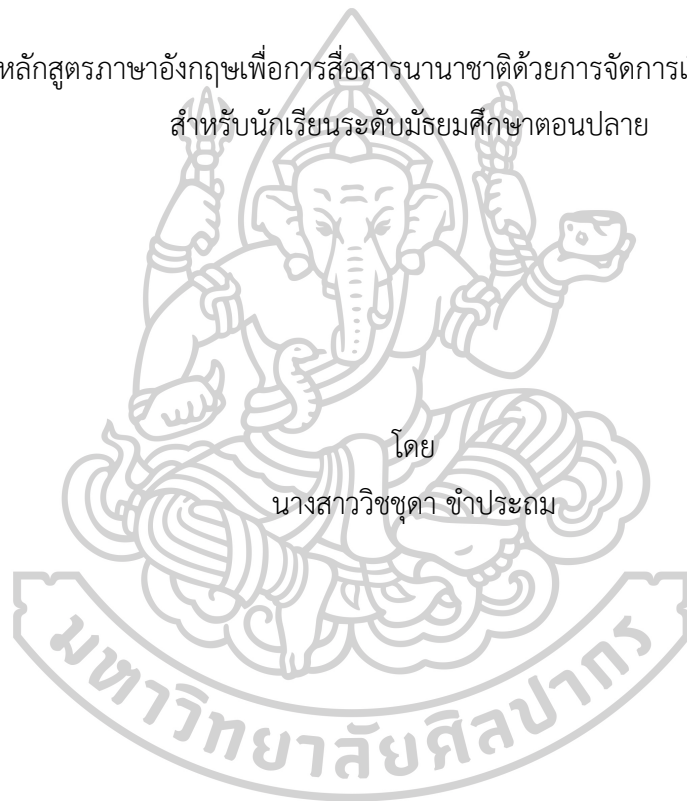 หลักสูตรภาษาอังกฤษเพื่อการสื่อสารนานาชาติด้วยการจัดการ
สำหรับนักเรียนระดับมัธยมศึกษาตอนปลาย
โดย
นางสาววิชชุดา ขำประถม
มหาวิทยาลัยศิลปากร